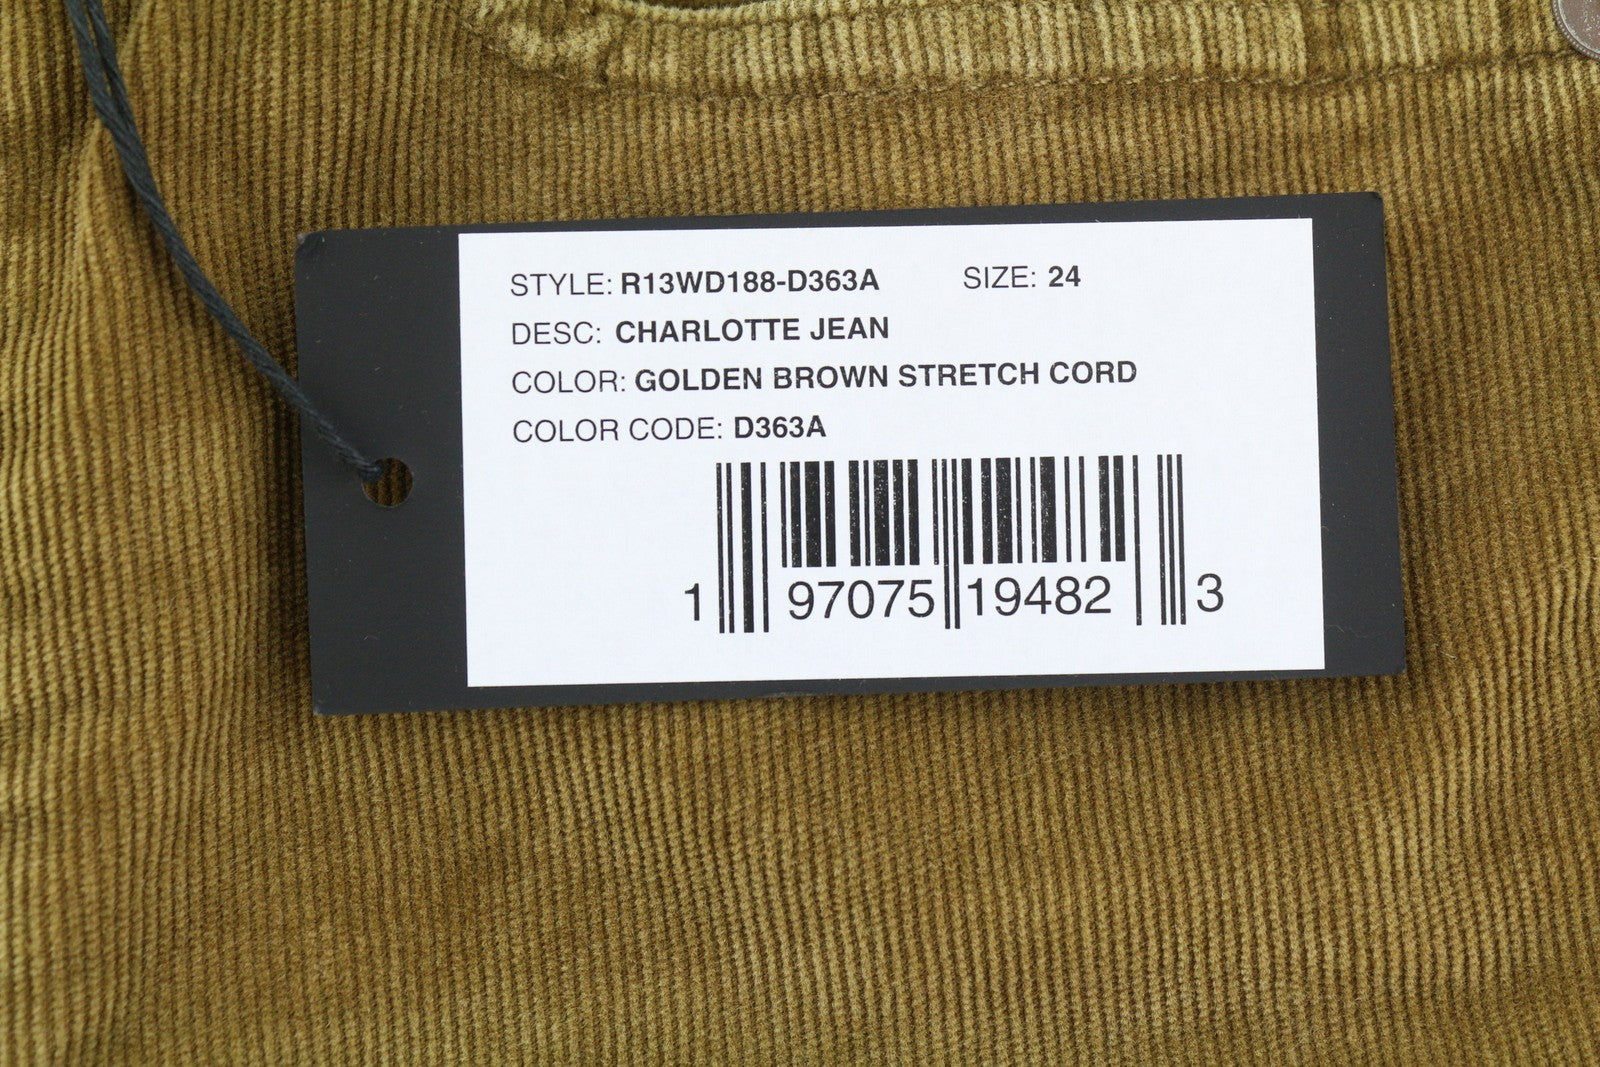 STYLE: R13WD188-D363A SIZE: 24
DESC: CHARLOTTE JEAN
COLOR: GOLDEN BROWN STRETCH CORD
COLOR CODE: D363A
1 97075 19482 3